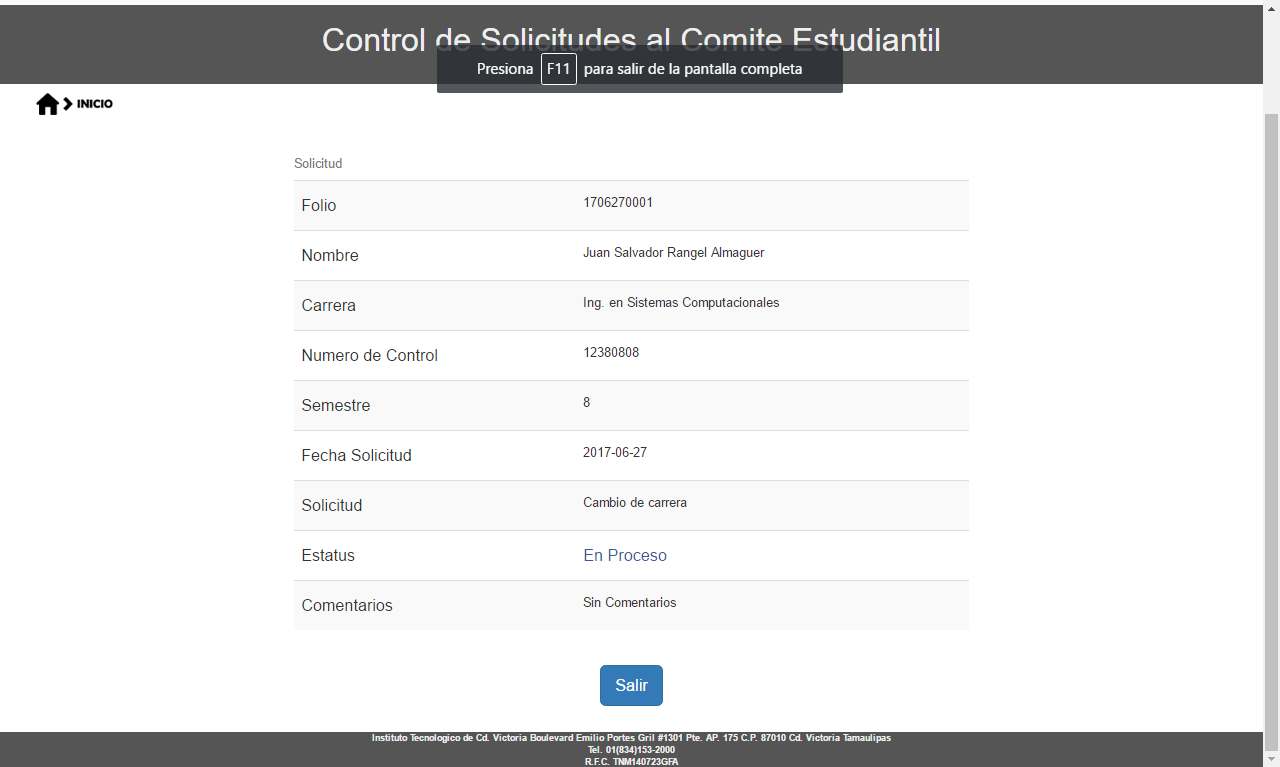 Control de Solicitudes al Comite Estudiantil
Presiona F11 para salir de la pantalla completa
INICIO
Solicitud
Folio 1706270001
Nombre Juan Salvador Rangel Almaguer
Carrera Ing. en Sistemas Computacionales
Numero de Control 12380808
Semestre 8
Fecha Solicitud 2017-06-27
Solicitud Cambio de carrera
Estatus En Proceso
Comentarios Sin Comentarios
Salir
Instituto Tecnologico de Cd. Victoria Boulevard Emilio Portes Gril #1301 Pte. AP. 175 C.P. 87010 Cd. Victoria Tamaulipas
Tel. 01(834)153-2000
R.F.C. TNM140723GFA